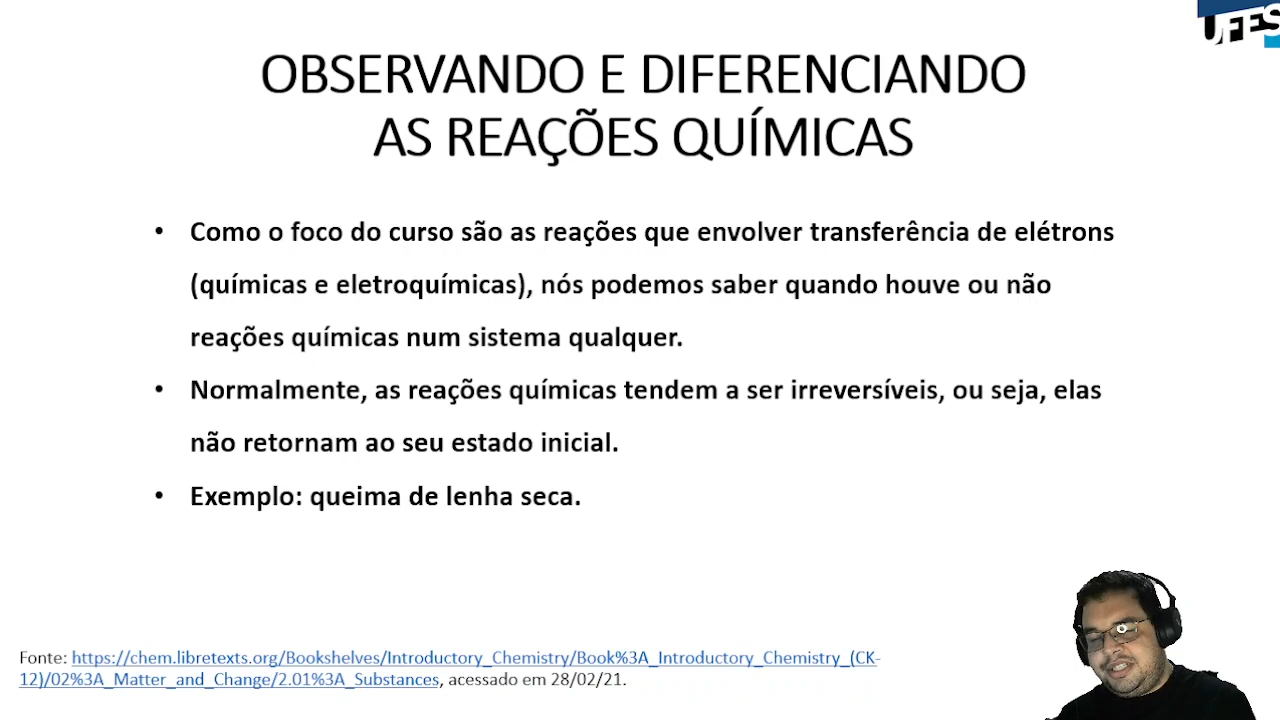 UFES
OBSERVANDO E DIFERENCIANDO
AS REAÇÕES QUÍMICAS
• Como o foco do curso são as reações que envolver transferência de elétrons
(químicas e eletroquímicas), nós podemos saber quando houve ou não
reações químicas num sistema qualquer.
• Normalmente, as reações químicas tendem a ser irreversíveis, ou seja, elas
não retornam ao seu estado inicial.
• Exemplo: queima de lenha seca.
Fonte: https://chem.libretexts.org/Bookshelves/Introductory_Chemistry/Book%3A_Introductory_Chemistry_(CK-
12)/02%3A_Matter_and_Change/2.01%3A_Substances, acessado em 28/02/21.